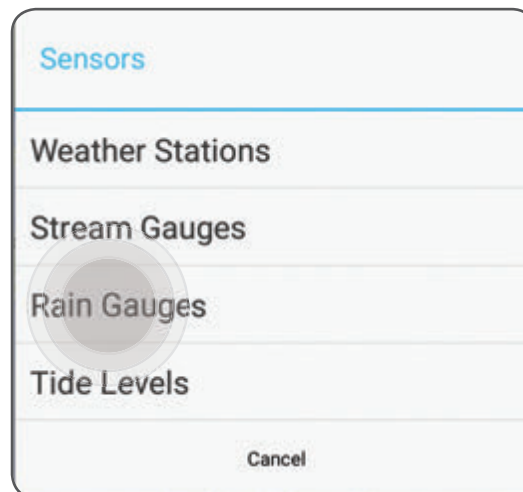 Sensors
Weather Stations
Stream Gauges
Rain Gauges
Tide Levels
Cancel